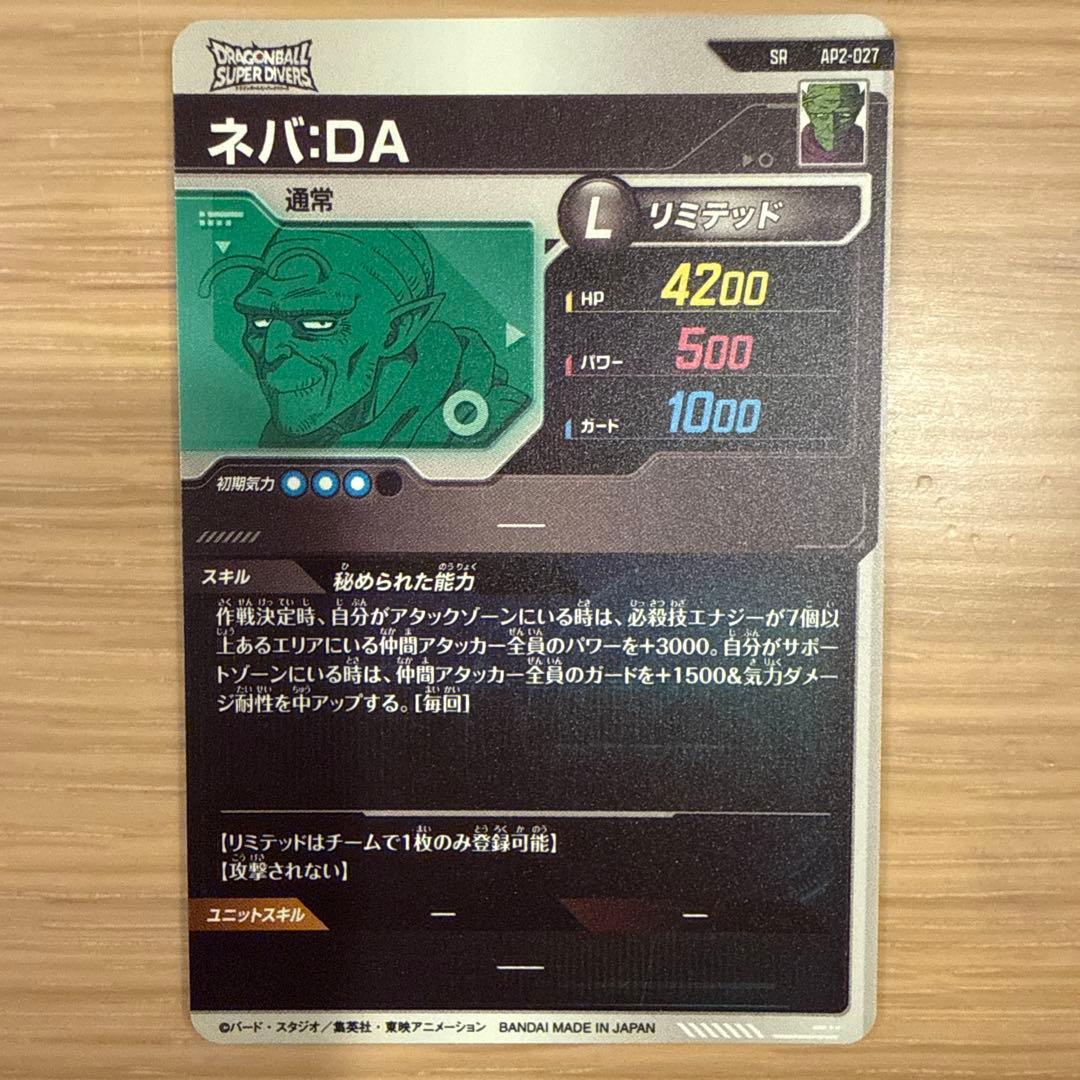 DRAGONBALL
SUPER DIVERS
SR AP2-027
ネバ:DA
通常
L リミテッド
HP 4200
パワー 500
ガード 1000
初期気力
スキル 秘められた能力
作戦決定時、自分がアタックゾーンにいる時は、必殺技エナジーが7個以
上あるエリアにいる仲間アタッカー全員のパワーを+3000。自分がサポー
トゾーンにいる時は、仲間アタッカー全員のガードを+1500&気力ダメー
ジ耐性を中アップする。[毎回]
【リミテッドはチームで1枚のみ登録可能】
【攻撃されない】
ユニットスキル
©バード・スタジオ/集英社・東映アニメーション BANDAI MADE IN JAPAN